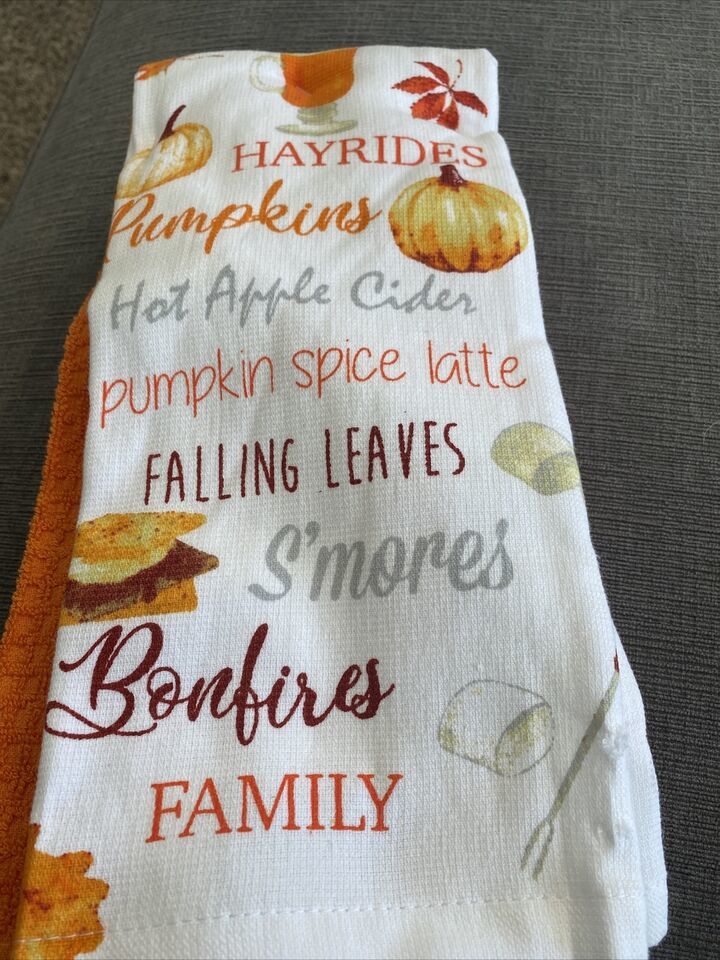 HAYRIDES
Pumpkins
Hot Apple Cider
pumpkin spice latte
FALLING LEAVES
S'mores
Bonfires
FAMILY